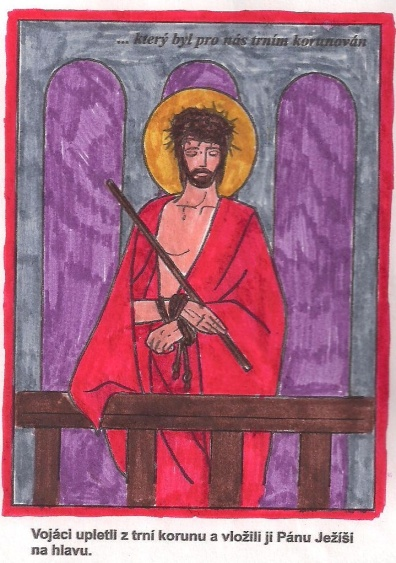 ... který byl pro nás trním korunován
Vojáci upletli z trní korunu a vložili ji Pánu Ježíši
na hlavu.